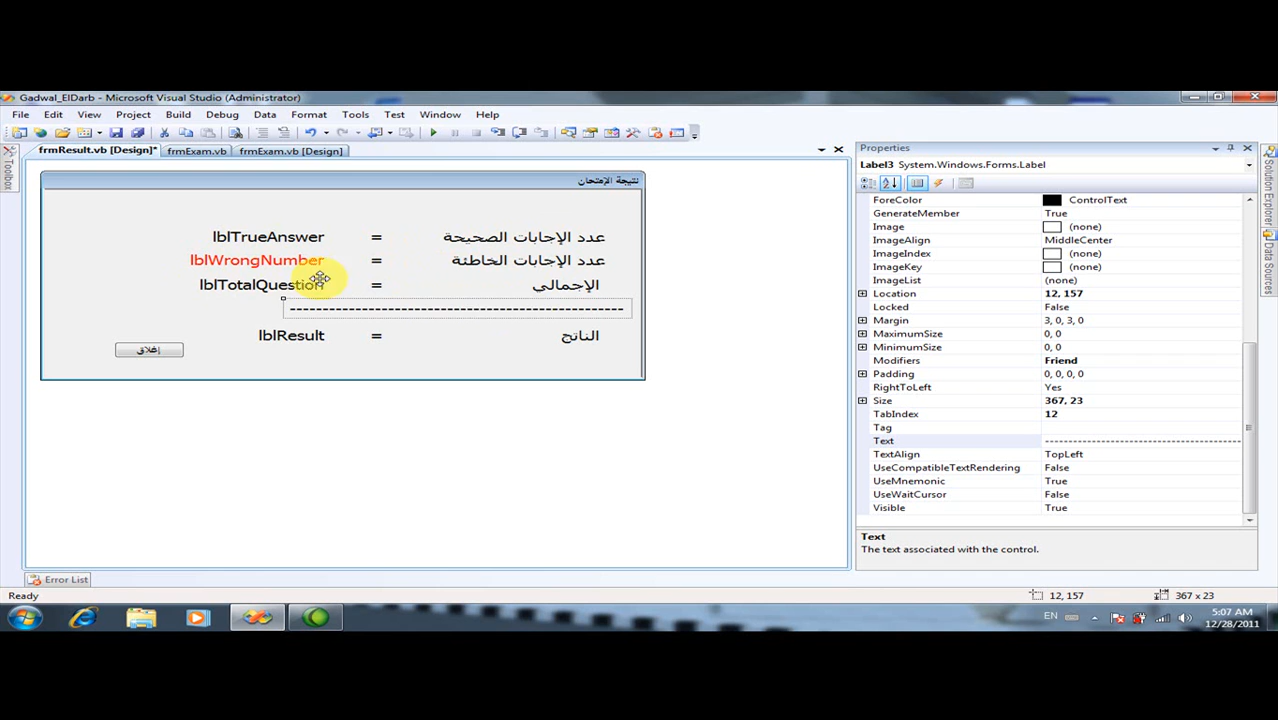 Gadwal_ElDarb - Microsoft Visual Studio (Administrator)
File Edit View Project Build Debug Data Format Tools Test Window Help
frmResult.vb [Design]* frmExam.vb frmExam.vb [Design]
Toolbox
نتيجة الإمتحان
عدد الإجابات الصحيحة = lblTrueAnswer
عدد الإجابات الخاطئة = lblWrongNumber
الإجمالي = lblTotalQuestion
---------------------------------------------------
الناتج = lblResult
إغلاق
Properties
Label3 System.Windows.Forms.Label
ForeColor ControlText
GenerateMember True
Image (none)
ImageAlign MiddleCenter
ImageIndex (none)
ImageKey (none)
ImageList (none)
Location 12, 157
Locked False
Margin 3, 0, 3, 0
MaximumSize 0, 0
MinimumSize 0, 0
Modifiers Friend
Padding 0, 0, 0, 0
RightToLeft Yes
Size 367, 23
TabIndex 12
Tag
Text ------------------------------------
TextAlign TopLeft
UseCompatibleTextRendering False
UseMnemonic True
UseWaitCursor False
Visible True
Text
The text associated with the control.
Solution Explorer
Data Sources
Error List
Ready 12, 157 367 x 23
EN 5:07 AM
12/28/2011